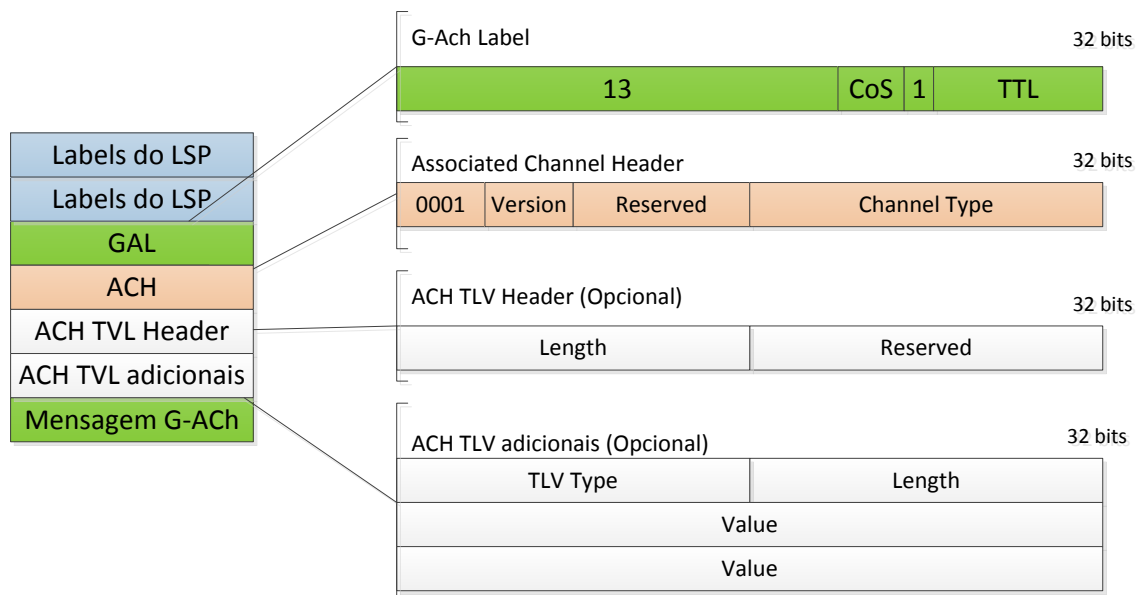 G-Ach Label
32 bits
13 CoS 1 TTL
Labels do LSP
Labels do LSP
GAL
ACH
ACH TVL Header
ACH TVL adicionais
Mensagem G-ACh
Associated Channel Header
32 bits
0001 Version Reserved Channel Type
ACH TLV Header (Opcional)
32 bits
Length Reserved
ACH TLV adicionais (Opcional)
32 bits
TLV Type Length
Value
Value